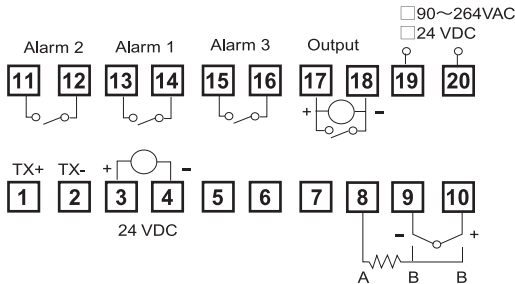 □90～264VAC
□24 VDC
Alarm 2 Alarm 1 Alarm 3 Output
11 12 13 14 15 16 17 18 19 20
+ −
TX+ TX- + −
1 2 3 4 5 6 7 8 9 10
24 VDC
− +
A B B